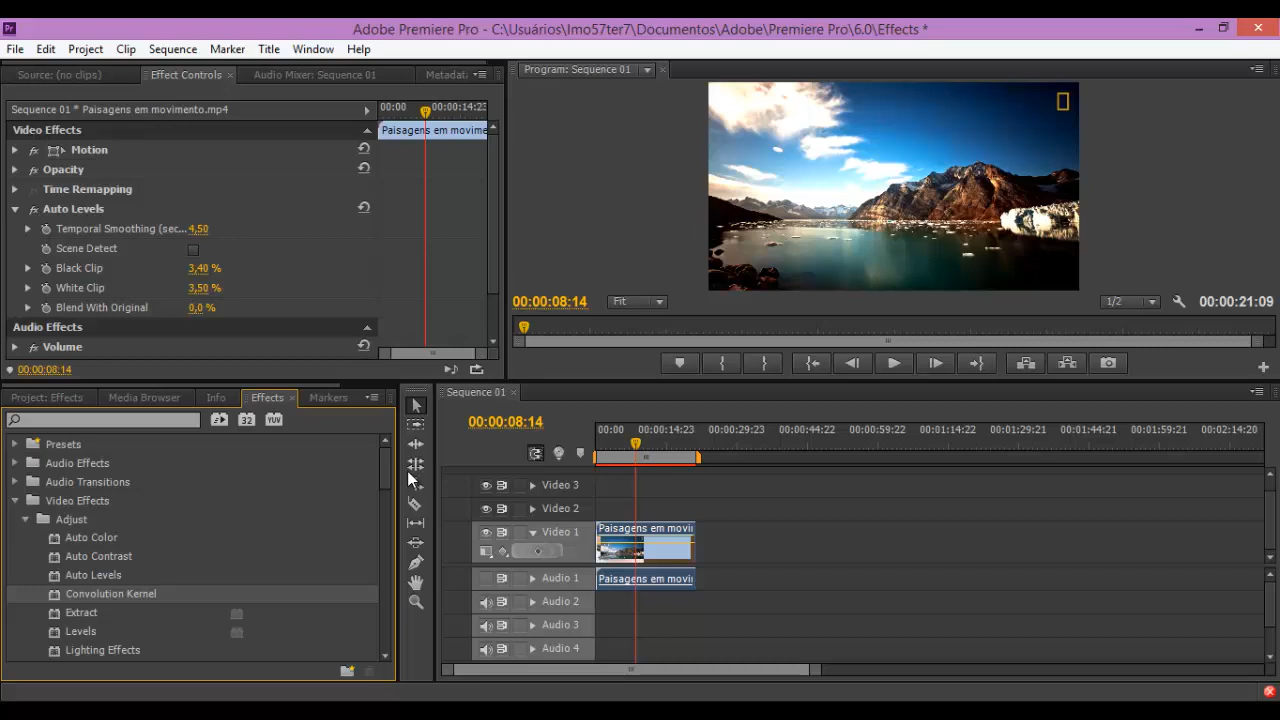 Adobe Premiere Pro - C:\Usuários\Imo57ter7\Documentos\Adobe\Premiere Pro\6.0\Effects *
File Edit Project Clip Sequence Marker Title Window Help
Source: (no clips) Effect Controls Audio Mixer: Sequence 01 Metadat
Program: Sequence 01
Sequence 01 * Paisagens em movimento.mp4
00:00 00:00:14:23
Video Effects
Paisagens em movime
fx Motion
fx Opacity
Time Remapping
fx Auto Levels
Temporal Smoothing (sec... 4,50
Scene Detect
Black Clip 3,40 %
White Clip 3,50 %
Blend With Original 0,0 %
Audio Effects
fx Volume
00:00:08:14
00:00:08:14 Fit 1/2 00:00:21:09
Project: Effects Media Browser Info Effects Markers
32 YUV
Presets
Audio Effects
Audio Transitions
Video Effects
Adjust
Auto Color
Auto Contrast
Auto Levels
Convolution Kernel
Extract
Levels
Lighting Effects
Sequence 01
00:00:08:14
00:00 00:00:14:23 00:00:29:23 00:00:44:22 00:00:59:22 00:01:14:22 00:01:29:21 00:01:44:21 00:01:59:21 00:02:14:20
Video 3
Video 2
Video 1
Paisagens em movi
Audio 1
Paisagens em movi
Audio 2
Audio 3
Audio 4